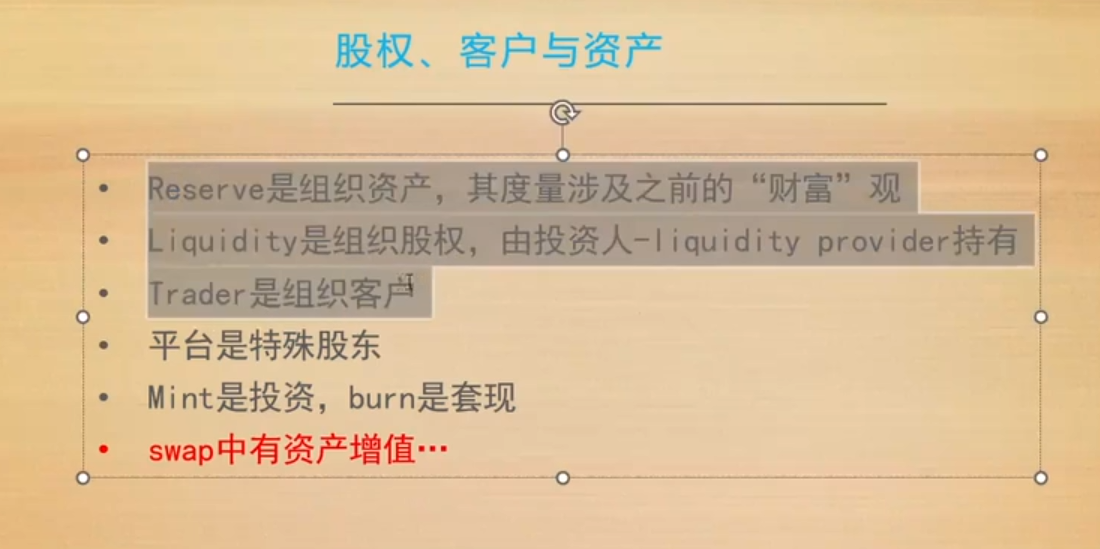 股权、客户与资产
• Reserve是组织资产，其度量涉及之前的“财富”观
• Liquidity是组织股权，由投资人-liquidity provider持有
• Trader是组织客户
• 平台是特殊股东
• Mint是投资，burn是套现
• swap中有资产增值…